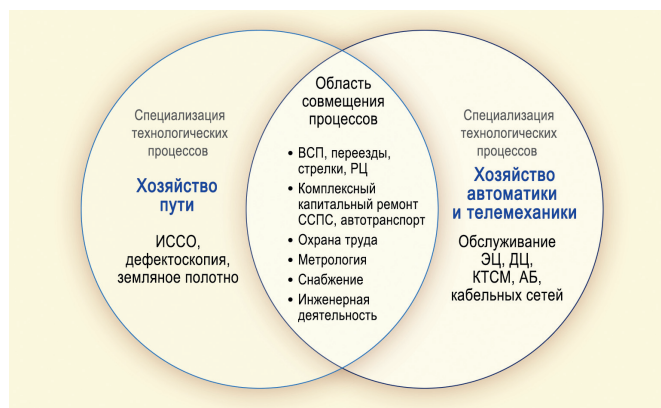 Специализация
технологических
процессов
Хозяйство
пути
ИССО,
дефектоскопия,
земляное полотно
Область
совмещения
процессов
• ВСП, переезды,
стрелки, РЦ
• Комплексный
капитальный ремонт
ССПС, автотранспорт
• Охрана труда
• Метрология
• Снабжение
• Инженерная
деятельность
Специализация
технологических
процессов
Хозяйство
автоматики
и телемеханики
Обслуживание
ЭЦ, ДЦ,
КТСМ, АБ,
кабельных сетей